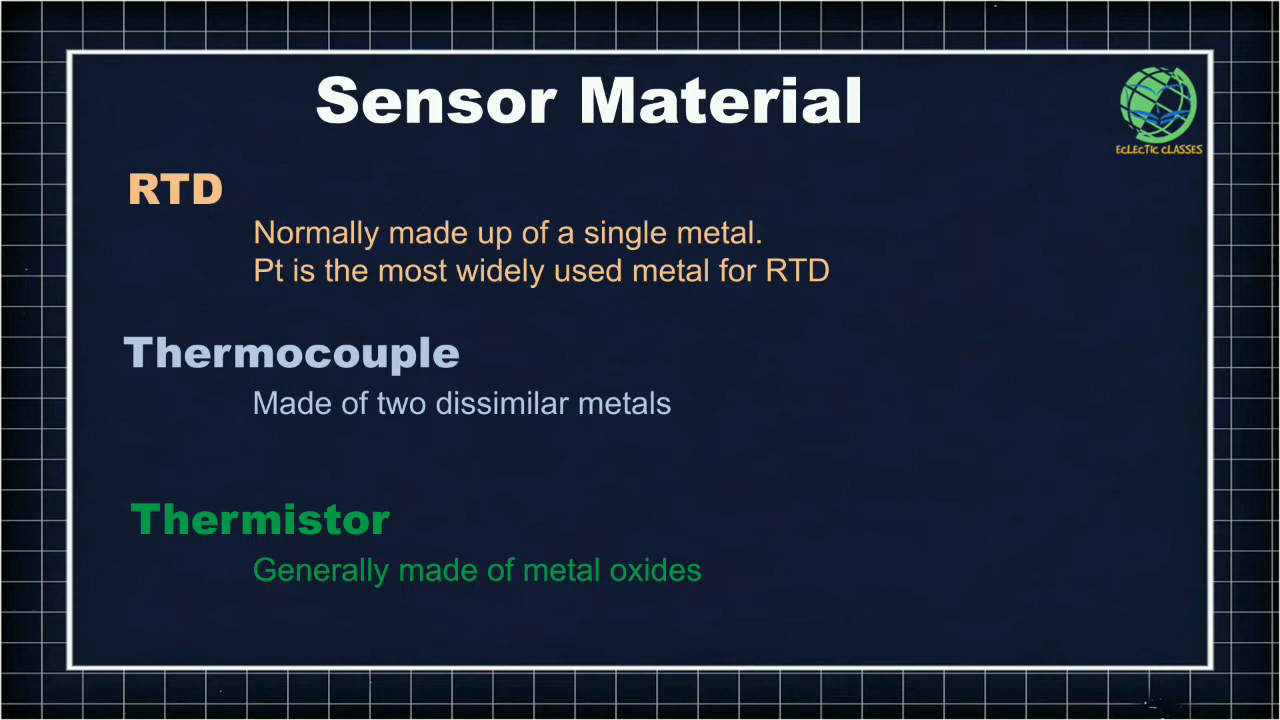 Sensor Material
ECLECTIC CLASSES
RTD
Normally made up of a single metal.
Pt is the most widely used metal for RTD
Thermocouple
Made of two dissimilar metals
Thermistor
Generally made of metal oxides